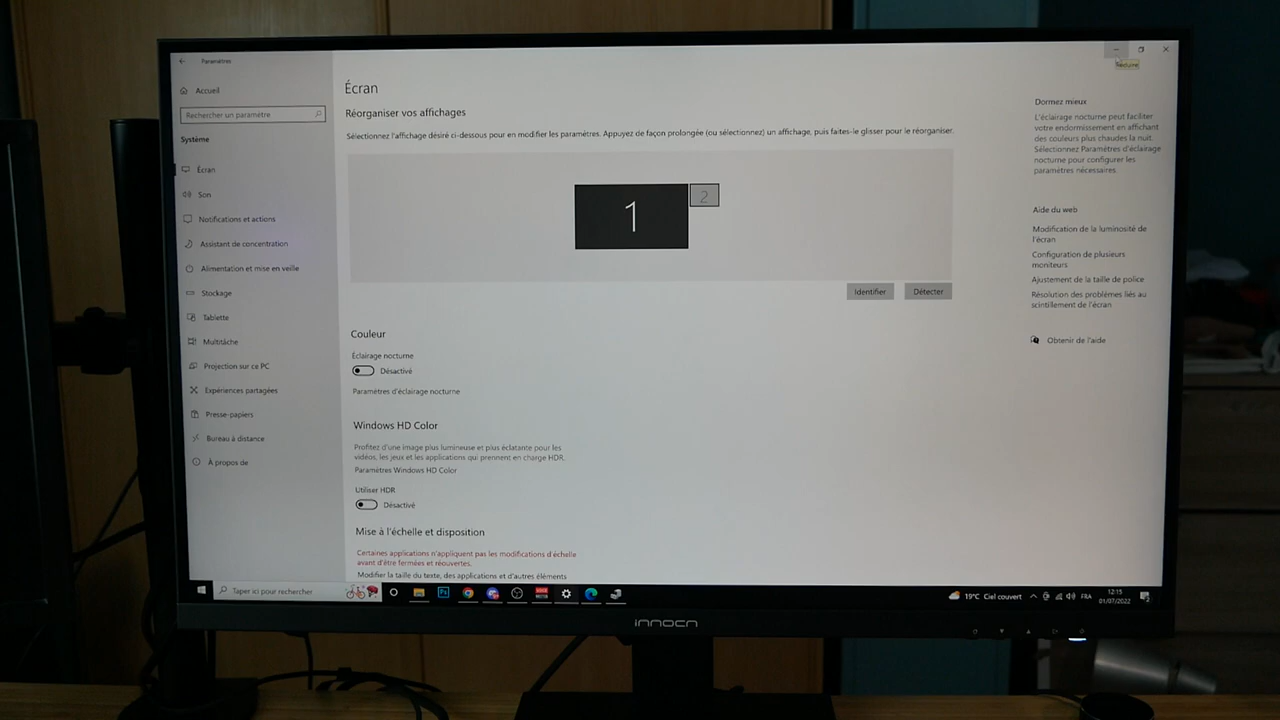 Paramètres
Réduire
Accueil
Rechercher un paramètre
Système
Écran
Son
Notifications et actions
Assistant de concentration
Alimentation et mise en veille
Stockage
Tablette
Multitâche
Projection sur ce PC
Expériences partagées
Presse-papiers
Bureau à distance
À propos de
Écran
Réorganiser vos affichages
Sélectionnez l'affichage désiré ci-dessous pour en modifier les paramètres. Appuyez de façon prolongée (ou sélectionnez) un affichage, puis faites-le glisser pour le réorganiser.
1
2
Identifier
Détecter
Couleur
Éclairage nocturne
Désactivé
Paramètres d'éclairage nocturne
Windows HD Color
Profitez d'une image plus lumineuse et plus éclatante pour les
vidéos, les jeux et les applications qui prennent en charge HDR.
Paramètres Windows HD Color
Utiliser HDR
Désactivé
Mise à l'échelle et disposition
Certaines applications n'appliquent pas les modifications d'échelle
avant d'être fermées et réouvertes.
Modifier la taille du texte, des applications et d'autres éléments
Dormez mieux
L'éclairage nocturne peut faciliter
votre endormissement en affichant
des couleurs plus chaudes la nuit.
Sélectionnez Paramètres d'éclairage
nocturne pour configurer les
paramètres nécessaires
Aide du web
Modification de la luminosité de
l'écran
Configuration de plusieurs
moniteurs
Ajustement de la taille de police
Résolution des problèmes liés au
scintillement de l'écran
Obtenir de l'aide
Taper ici pour rechercher
Ps
19°C Ciel couvert
FRA
12:15
01/07/2022
INNOCN